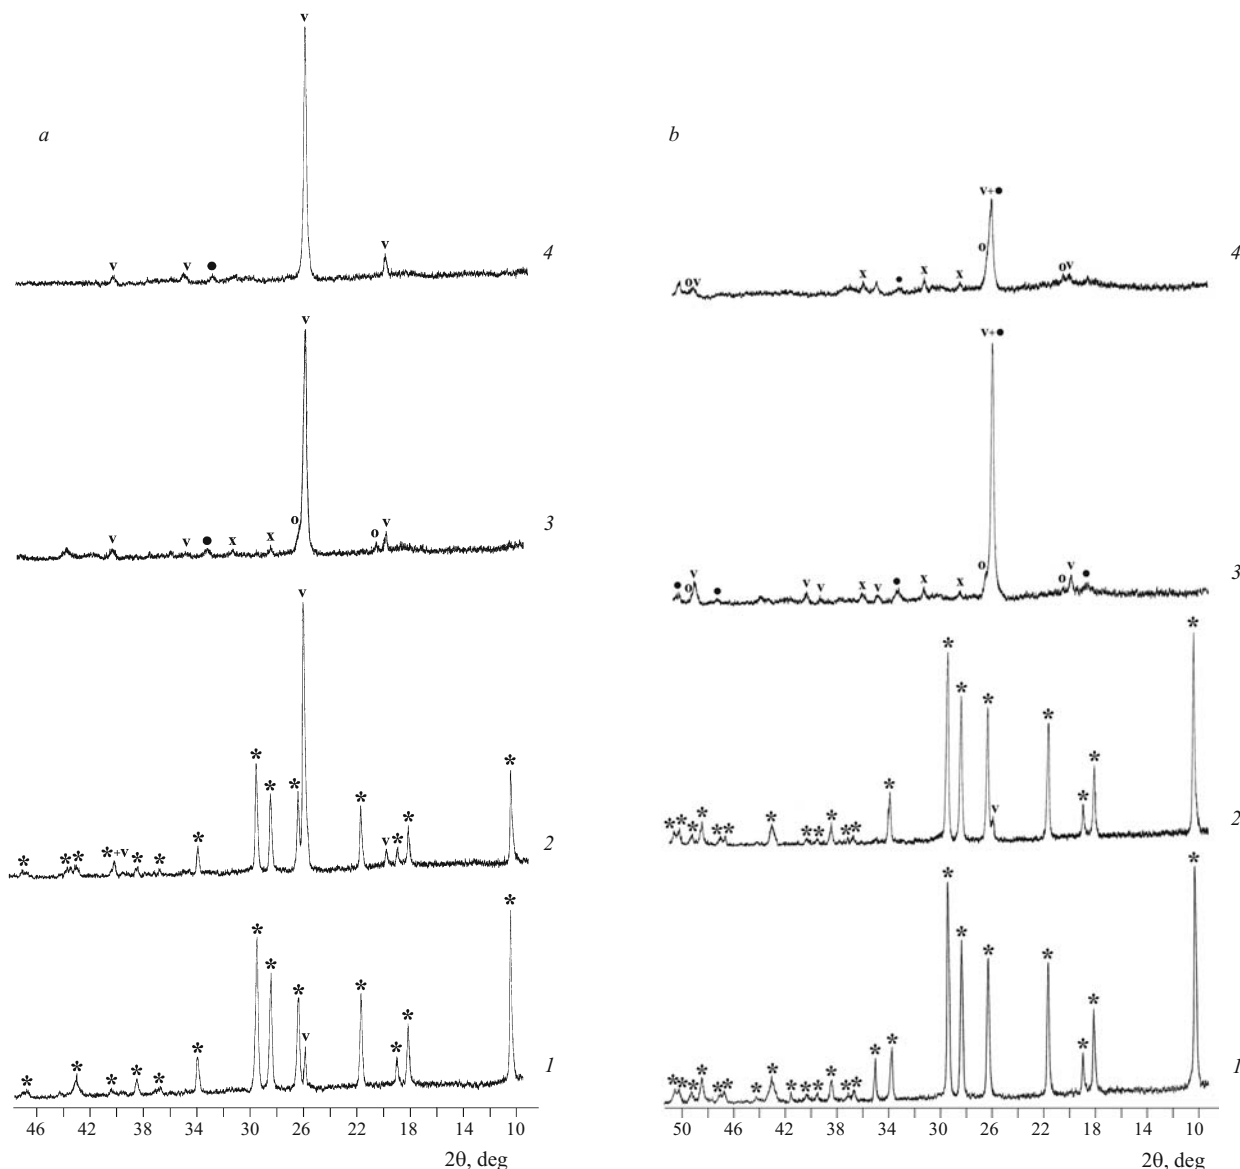 a
v
v v ● v 4
v
v v ● x x o o v 3
v
* * * *+v * * * * * * * v * * * 2
* * * * * * * * v * * * * 1
46 42 38 34 30 26 22 18 14 10
2θ, deg
b
v+●
ov x ● x x o ov 4
v+●
● o v ● v v x v ● x x o o v ● 3
* * * * * * * * * * * * * * * * v * * * * 2
* * * * * * * * * * * * * * * * * * * * * 1
50 46 42 38 34 30 26 22 18 14 10
2θ, deg